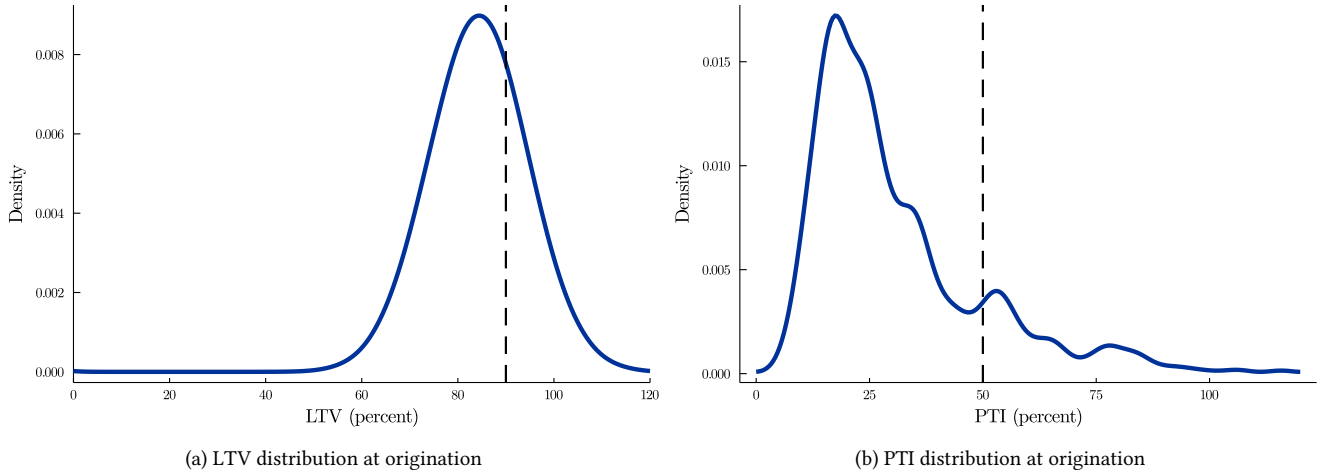 Density
0.008
0.006
0.004
0.002
0.000
0 20 40 60 80 100 120
LTV (percent)
(a) LTV distribution at origination
Density
0.015
0.010
0.005
0.000
0 25 50 75 100
PTI (percent)
(b) PTI distribution at origination